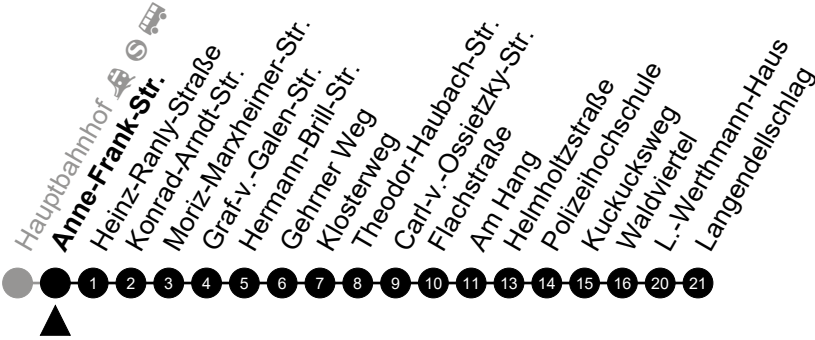 Hauptbahnhof S
Anne-Frank-Str.
Heinz-Ranly-Straße
Konrad-Arndt-Str.
Moriz-Marxheimer-Str.
Graf-v.-Galen-Str.
Hermann-Brill-Str.
Gehrner Weg
Klosterweg
Theodor-Haubach-Str.
Carl-v.-Ossietzky-Str.
Flachstraße
Am Hang
Helmholtzstraße
Polizeihochschule
Kuckucksweg
Waldviertel
L.-Werthmann-Haus
Langendellschlag
1 2 3 4 5 6 7 8 9 10 11 13 14 15 16 20 21